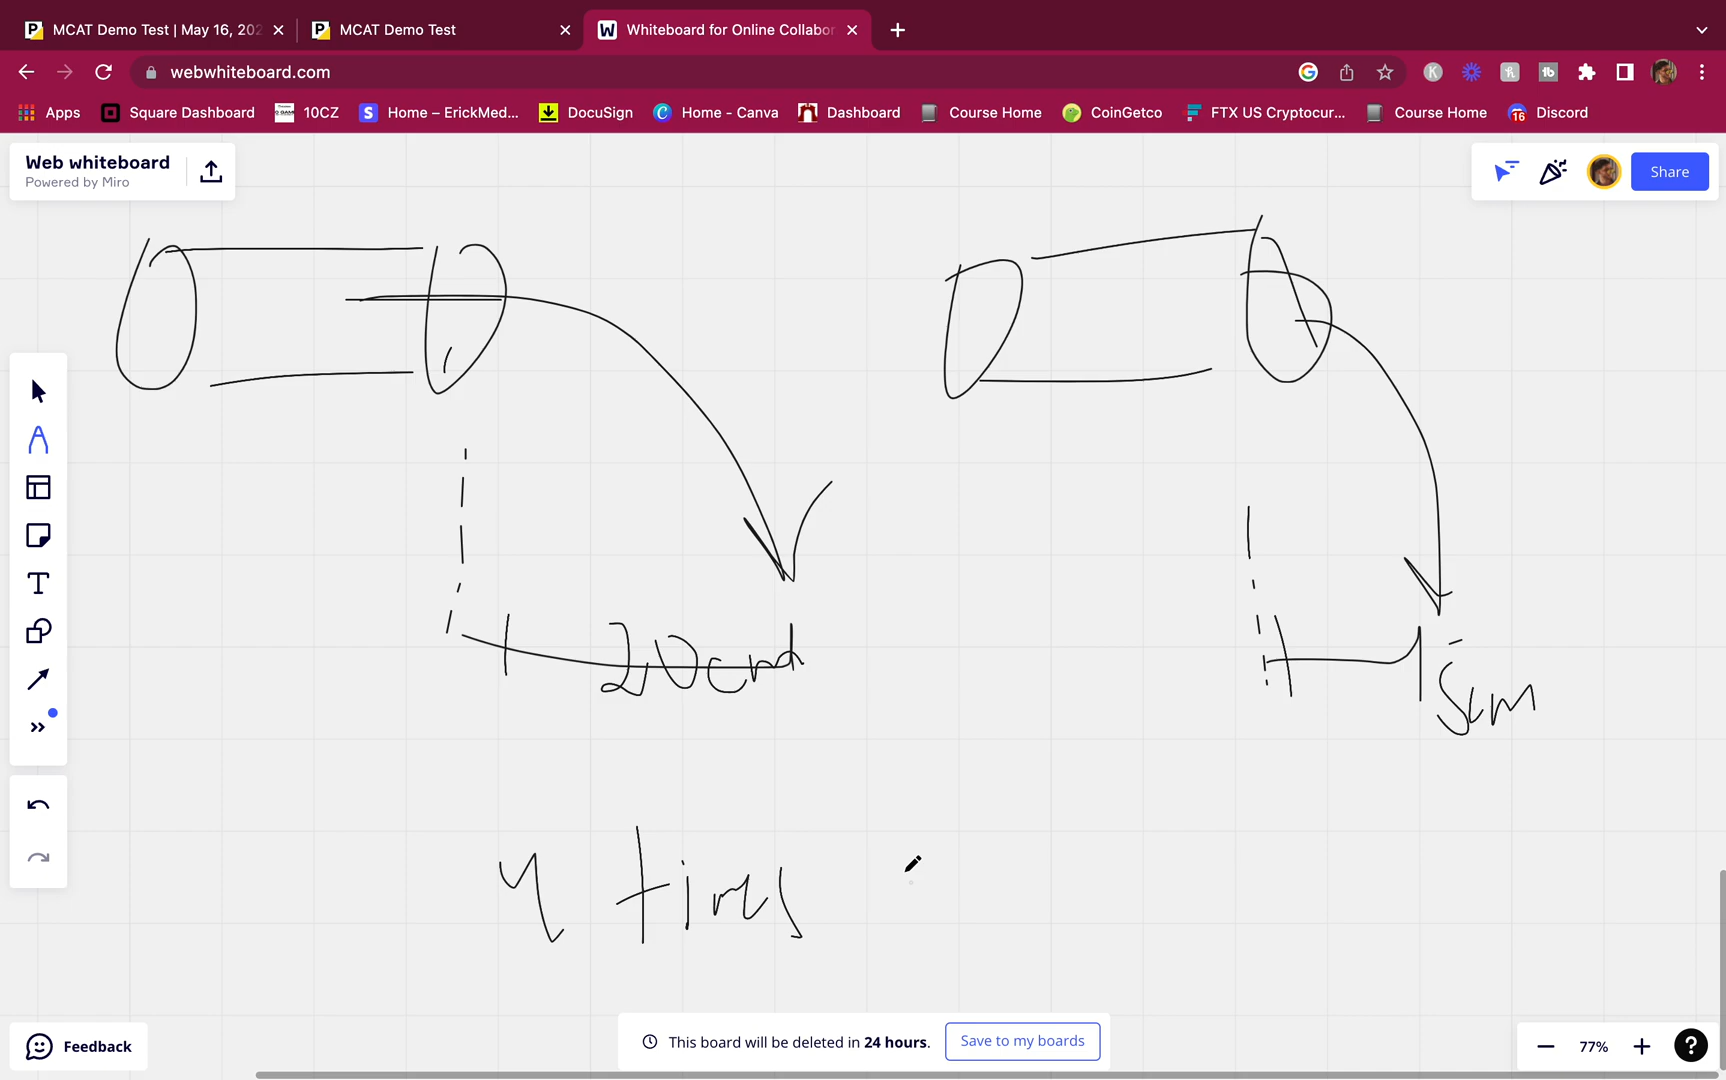 MCAT Demo Test | May 16, 202
MCAT Demo Test
Whiteboard for Online Collabor
webwhiteboard.com
Apps
Square Dashboard
10CZ
Home – ErickMed...
DocuSign
Home - Canva
Dashboard
Course Home
CoinGetco
FTX US Cryptocur...
Course Home
16
Discord
Web whiteboard
Powered by Miro
Share
20cm
5cm
4 times
Feedback
This board will be deleted in 24 hours.
Save to my boards
77%